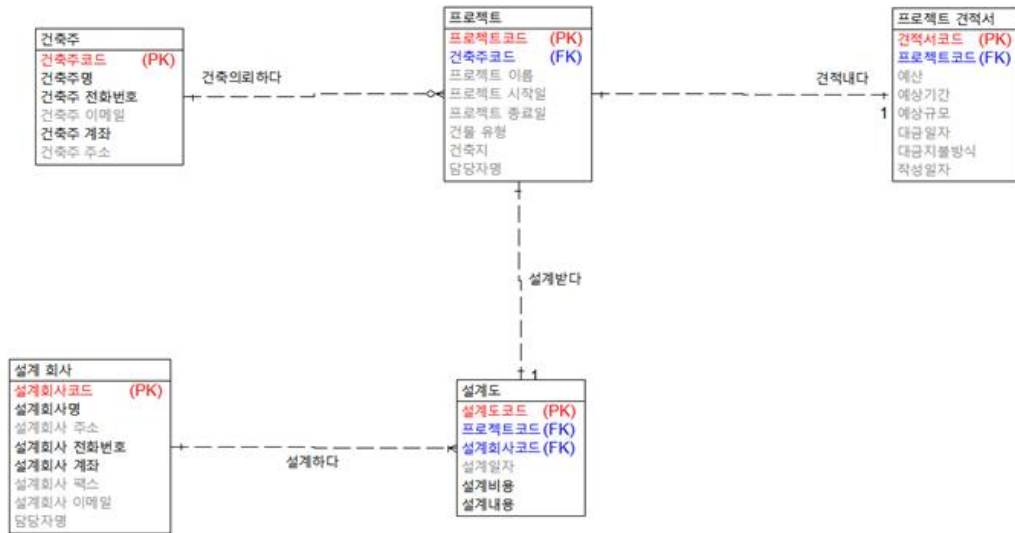 건축주
건축주코드 (PK)
건축주명
건축주 전화번호
건축주 이메일
건축주 계좌
건축주 주소
건축의뢰하다
프로젝트
프로젝트코드 (PK)
건축주코드 (FK)
프로젝트 이름
프로젝트 시작일
프로젝트 종료일
건물 유형
건축지
담당자명
견적내다
1
프로젝트 견적서
견적서코드 (PK)
프로젝트코드(FK)
예산
예상기간
예상규모
대금일자
대금지불방식
작성일자
설계받다
1
설계 회사
설계회사코드 (PK)
설계회사명
설계회사 주소
설계회사 전화번호
설계회사 계좌
설계회사 팩스
설계회사 이메일
담당자명
설계하다
설계도
설계도코드 (PK)
프로젝트코드(FK)
설계회사코드(FK)
설계일자
설계비용
설계내용